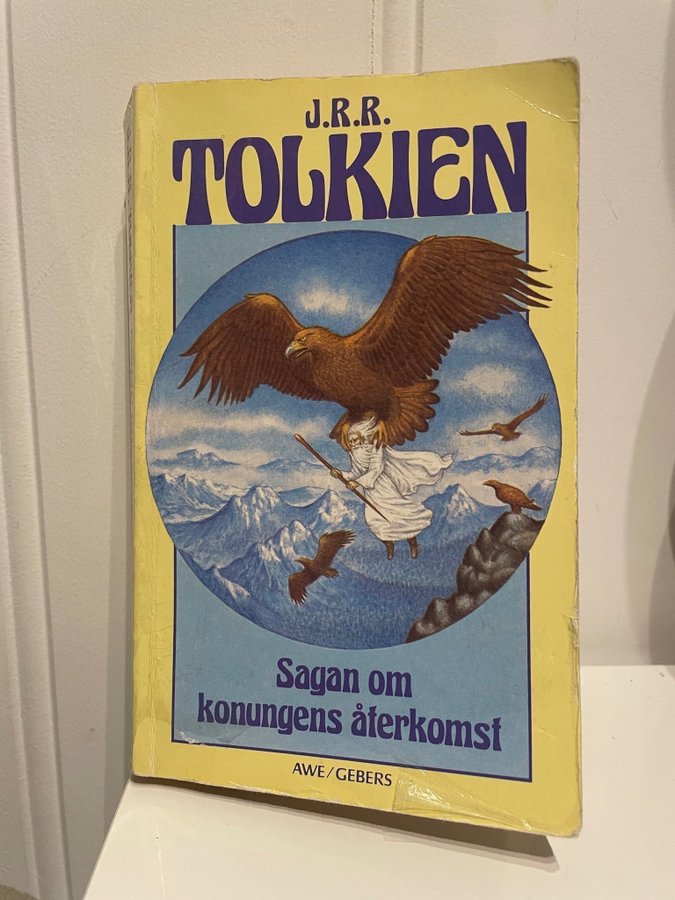 J.R.R.
TOLKIEN
Sagan om
konungens återkomst
AWE/GEBERS